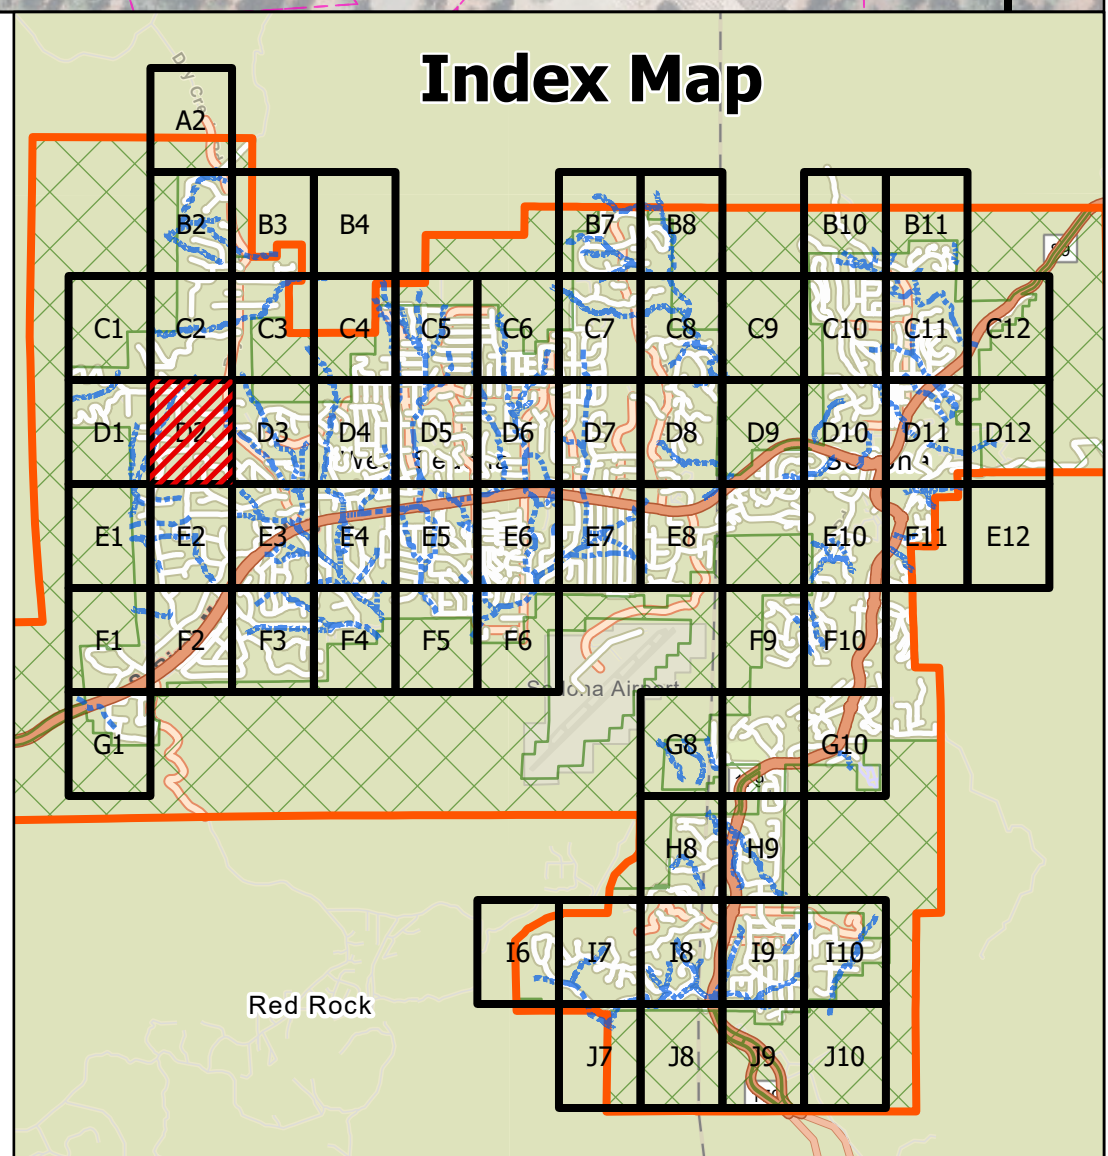 Index Map
A2
B2 B3 B4 B7 B8 B10 B11
89
C1 C2 C3 C4 C5 C6 C7 C8 C9 C10 C11 C12
D1 D2 D3 D4 D5 D6 D7 D8 D9 D10 D11 D12
E1 E2 E3 E4 E5 E6 E7 E8 E10 E11 E12
F1 F2 F3 F4 F5 F6 F9 F10
Sedona Airport
G1 G8 G10
H8 H9
I6 I7 I8 I9 I10
Red Rock
J7 J8 J9 J10